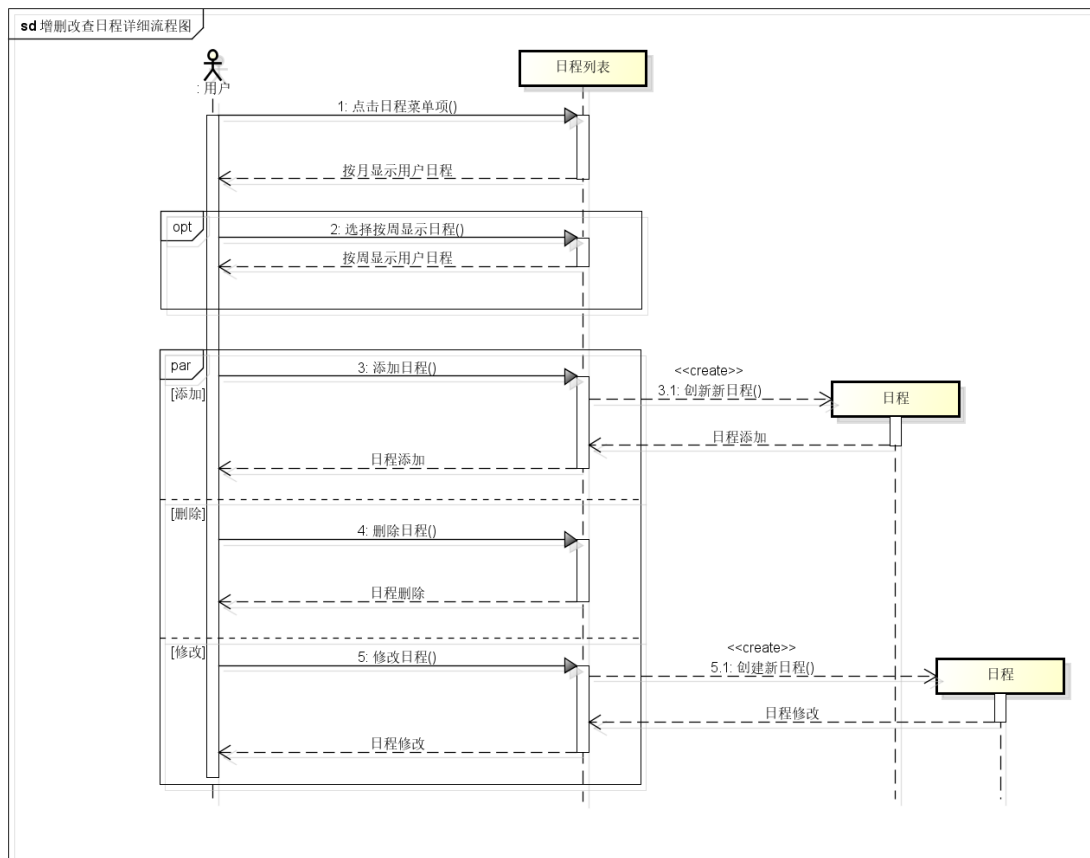 sd 增删改查日程详细流程图
: 用户
日程列表
1: 点击日程菜单项()
按月显示用户日程
opt
2: 选择按周显示日程()
按周显示用户日程
par
[添加]
3: 添加日程()
<<create>>
3.1: 创新新日程()
日程
日程添加
日程添加
[删除]
4: 删除日程()
日程删除
[修改]
5: 修改日程()
<<create>>
5.1: 创建新日程()
日程
日程修改
日程修改